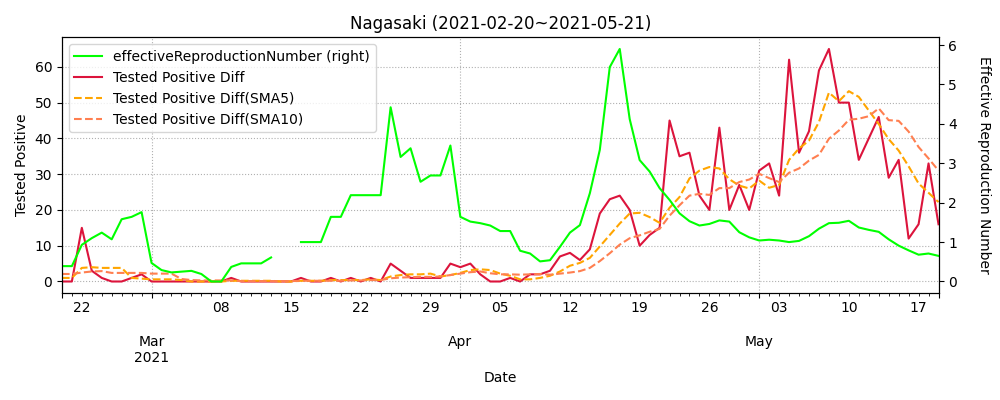 Nagasaki (2021-02-20~2021-05-21)
effectiveReproductionNumber (right)
Tested Positive Diff
Tested Positive Diff(SMA5)
Tested Positive Diff(SMA10)
Tested Positive
60
50
40
30
20
10
0
6
5
4
3
2
1
0
Effective Reproduction Number
22 08 15 22 29 05 12 19 26 03 10 17
Mar Apr May
2021
Date